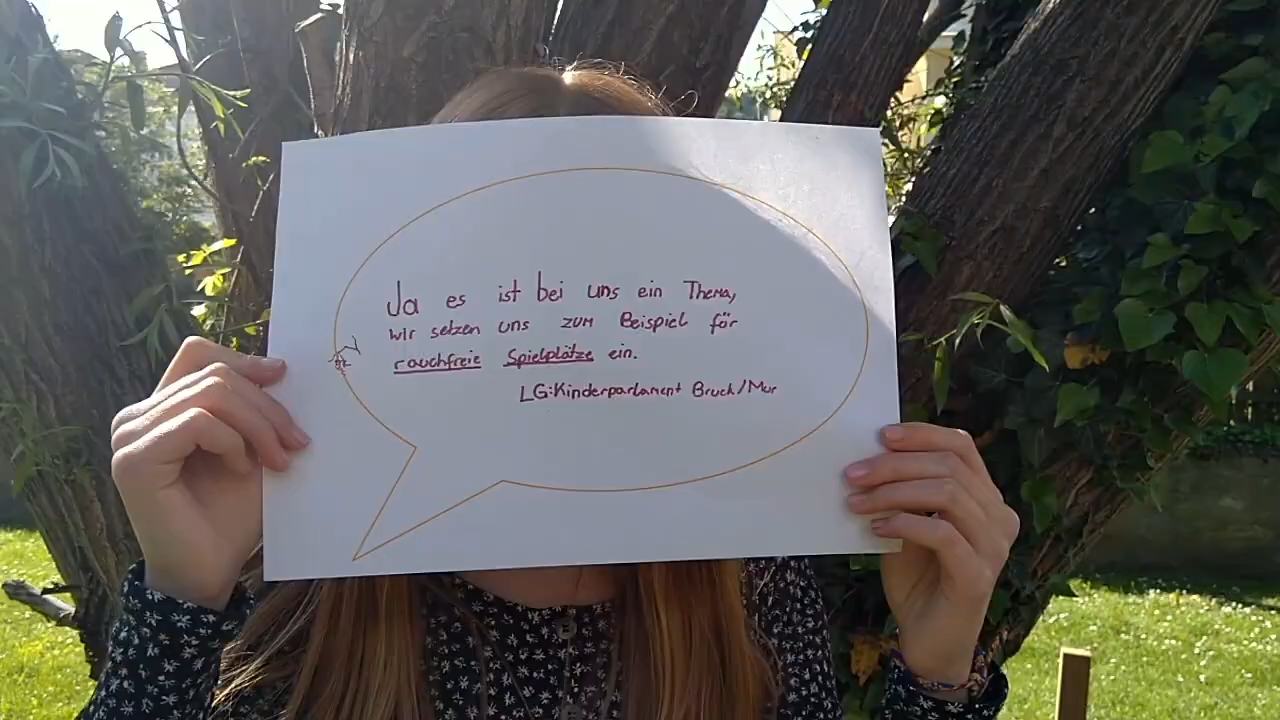 Ja es ist bei uns ein Thema,
wir setzen uns zum Beispiel für
rauchfreie Spielplätze ein.
LG: Kinderparlament Bruck/Mur